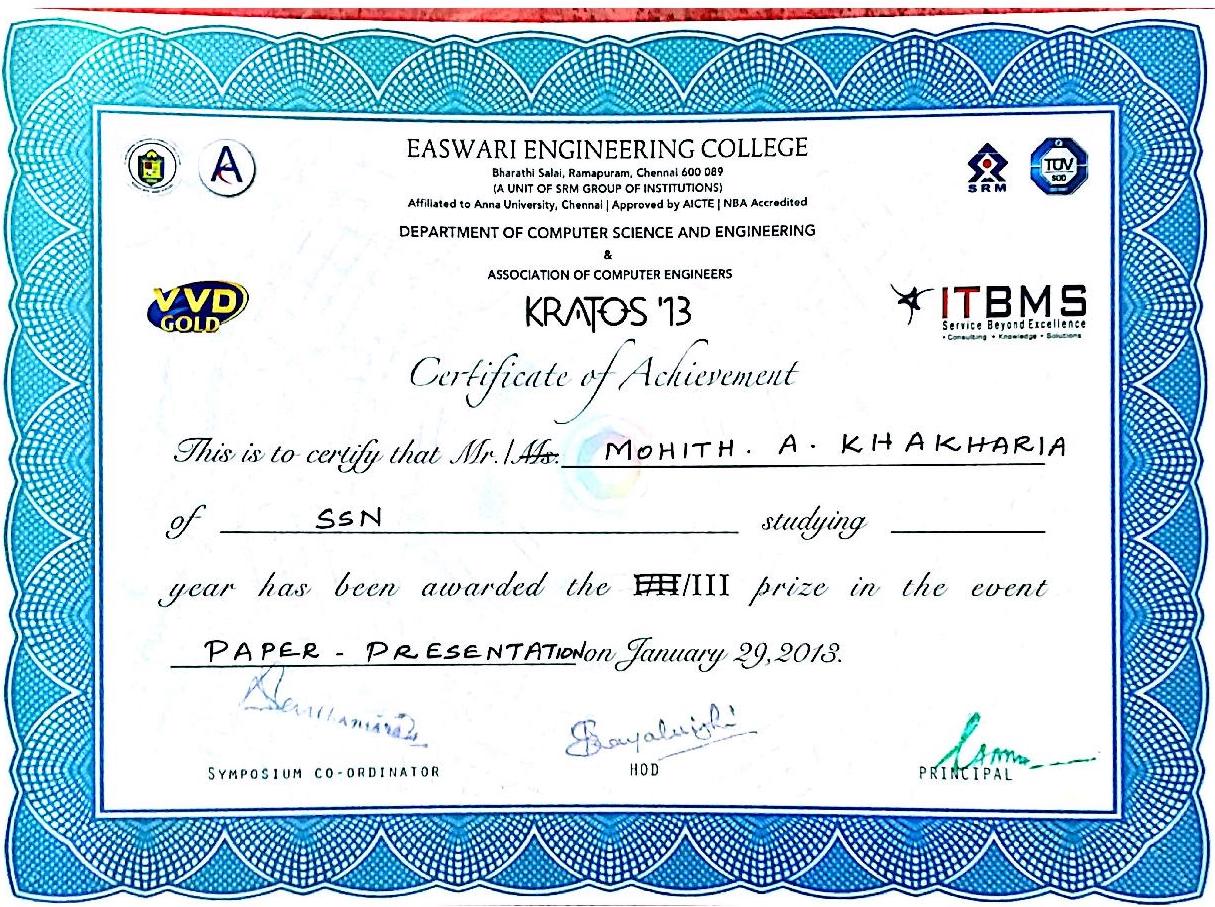 EASWARI ENGINEERING COLLEGE
Bharathi Salai, Ramapuram, Chennai 600 089
(A UNIT OF SRM GROUP OF INSTITUTIONS)
Affiliated to Anna University, Chennai | Approved by AICTE | NBA Accredited
DEPARTMENT OF COMPUTER SCIENCE AND ENGINEERING
&
ASSOCIATION OF COMPUTER ENGINEERS
A
SRM
TÜV
SÜD
VVD
GOLD
KRATOS '13
ITBMS
Service Beyond Excellence
• Consulting • Knowledge • Solutions
Certificate of Achievement
This is to certify that Mr./Ms. MOHITH. A. KHAKHARIA
of SSN studying
year has been awarded the /III prize in the event
PAPER - PRESENTATION on January 29, 2013.
SYMPOSIUM CO-ORDINATOR
HOD
PRINCIPAL